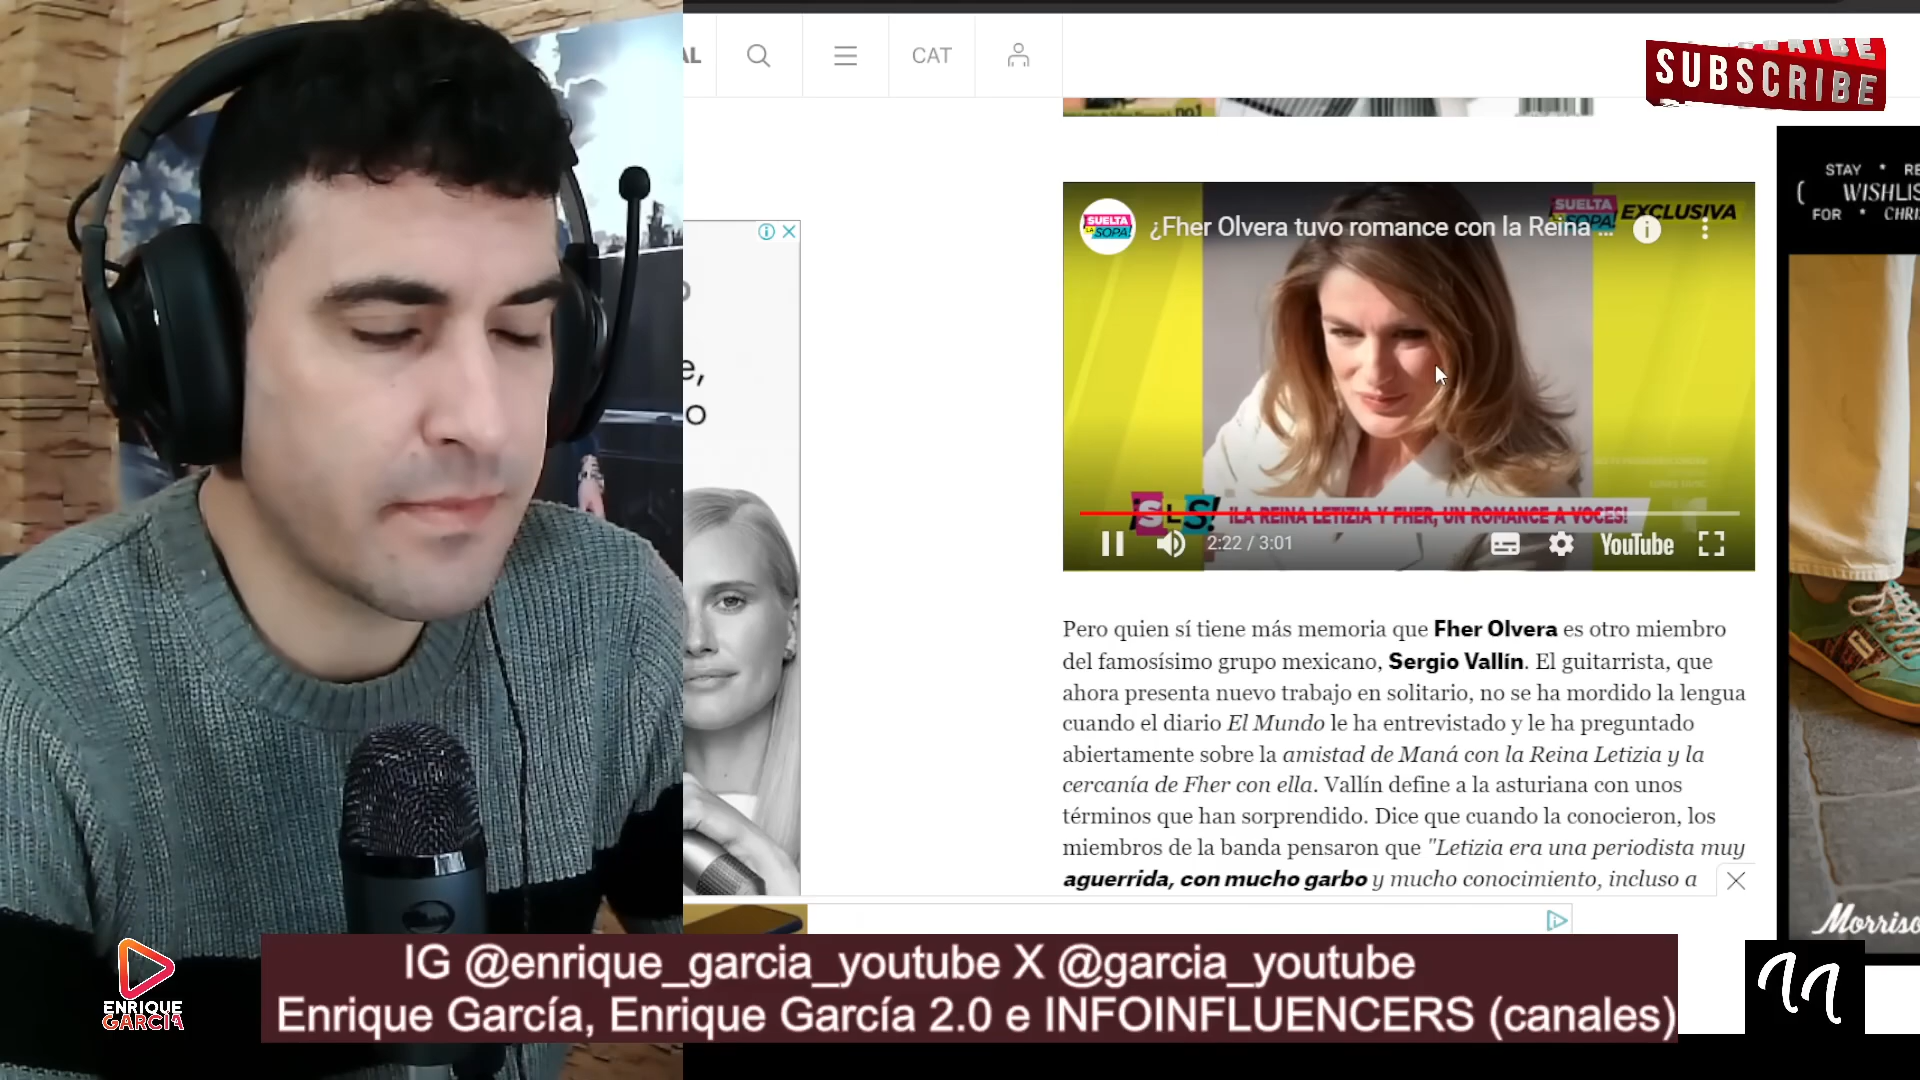 AL
CAT
SUBSCRIBE
no1
STAY * RE
( WISHLIS
FOR * CHRI
SUELTA
LA SOPA!
¿Fher Olvera tuvo romance con la Reina ...
SUELTA
SOPA!
EXCLUSIVA
e,
o
¡SLS!
¡LA REINA LETIZIA Y FHER, UN ROMANCE A VOCES!
2:22 / 3:01
YouTube
Pero quien sí tiene más memoria que Fher Olvera es otro miembro
del famosísimo grupo mexicano, Sergio Vallín. El guitarrista, que
ahora presenta nuevo trabajo en solitario, no se ha mordido la lengua
cuando el diario El Mundo le ha entrevistado y le ha preguntado
abiertamente sobre la amistad de Maná con la Reina Letizia y la
cercanía de Fher con ella. Vallín define a la asturiana con unos
términos que han sorprendido. Dice que cuando la conocieron, los
miembros de la banda pensaron que "Letizia era una periodista muy
aguerrida, con mucho garbo y mucho conocimiento, incluso a
Morriso
IG @enrique_garcia_youtube X @garcia_youtube
Enrique García, Enrique García 2.0 e INFOINFLUENCERS (canales)
ENRIQUE
GARCÍA